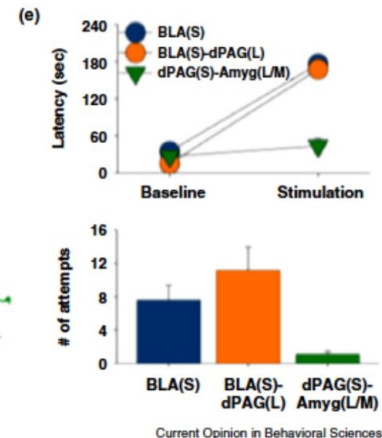 (e)
240
180
120
60
0
Latency (sec)
BLA(S)
BLA(S)-dPAG(L)
dPAG(S)-Amyg(L/M)
Baseline Stimulation
16
12
8
4
0
# of attempts
BLA(S) BLA(S)- dPAG(S)-
dPAG(L) Amyg(L/M)
Current Opinion in Behavioral Sciences